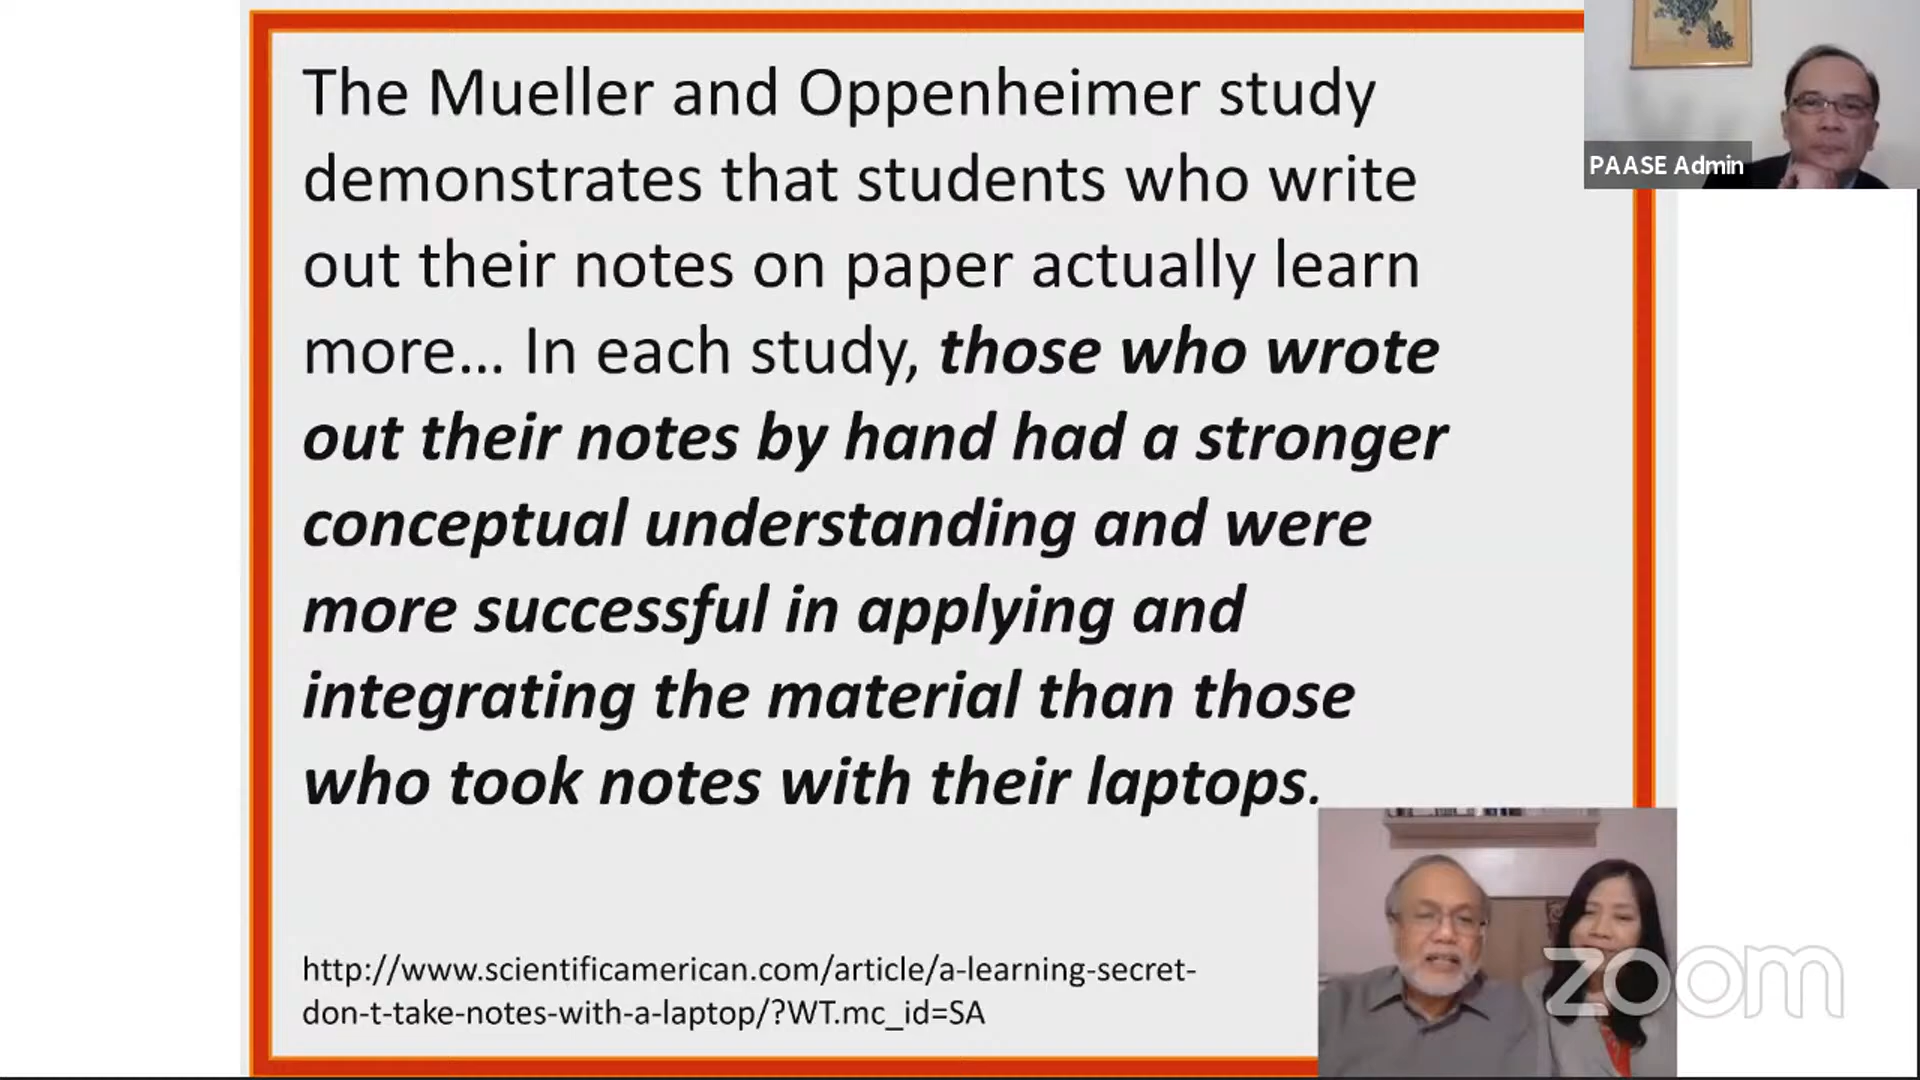 The Mueller and Oppenheimer study
demonstrates that students who write
out their notes on paper actually learn
more... In each study, those who wrote
out their notes by hand had a stronger
conceptual understanding and were
more successful in applying and
integrating the material than those
who took notes with their laptops.
http://www.scientificamerican.com/article/a-learning-secret-
don-t-take-notes-with-a-laptop/?WT.mc_id=SA
PAASE Admin
zoom